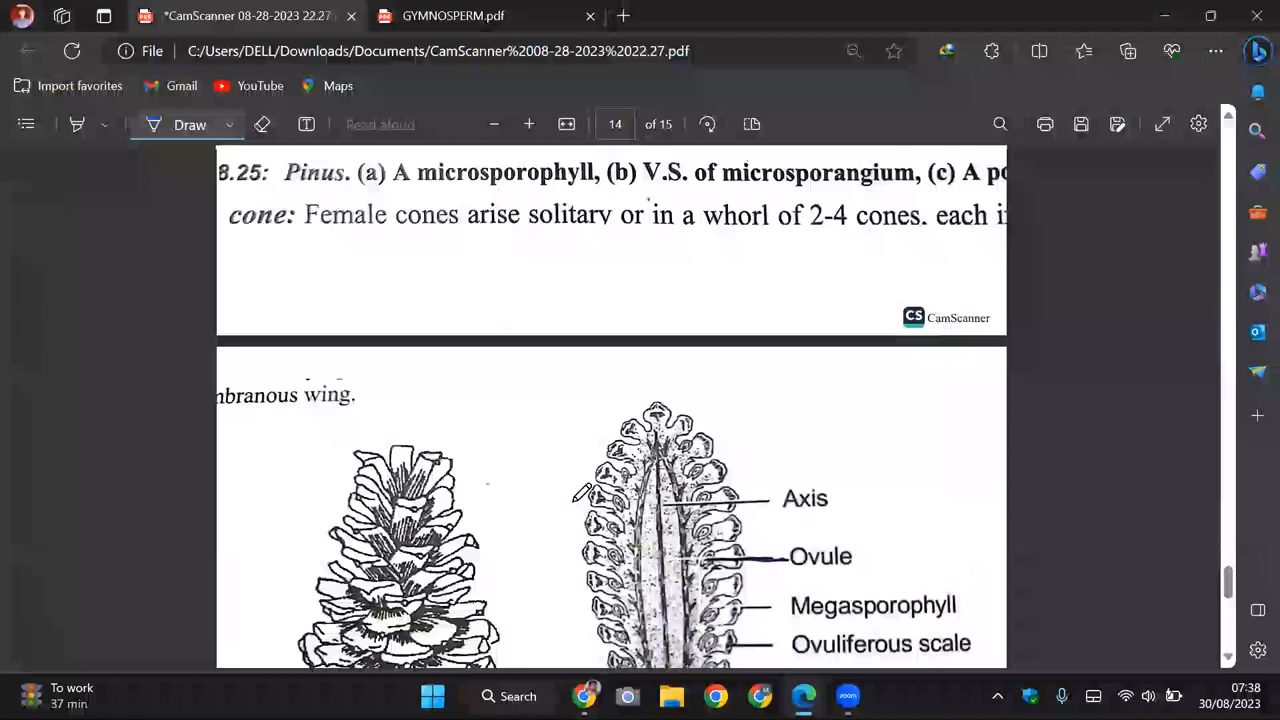 *CamScanner 08-28-2023 22.27
GYMNOSPERM.pdf
File
C:/Users/DELL/Downloads/Documents/CamScanner%2008-28-2023%2022.27.pdf
Import favorites
Gmail
YouTube
Maps
Draw
Read aloud
14
of 15
8.25: Pinus. (a) A microsporophyll, (b) V.S. of microsporangium, (c) A
cone: Female cones arise solitary or in a whorl of 2-4 cones, each
CS CamScanner
wing.
Axis
Ovule
Megasporophyll
Ovuliferous scale
To work
37 min
Search
zoom
07:38
30/08/2023